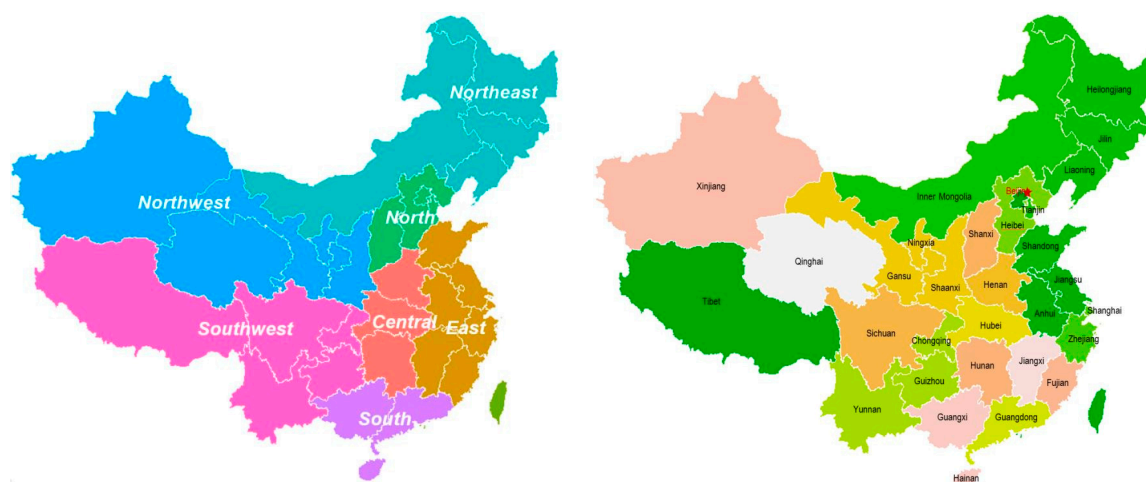 Northeast
Northwest
North
Southwest
Central
East
South
Heilongjiang
Jilin
Liaoning
Xinjiang
Inner Mongolia
Beijing
Tianjin
Heibei
Shanxi
Shandong
Ningxia
Qinghai
Gansu
Shaanxi
Henan
Jiangsu
Tibet
Anhui
Shanghai
Hubei
Sichuan
Chongqing
Zhejiang
Jiangxi
Hunan
Guizhou
Fujian
Yunnan
Guangxi
Guangdong
Hainan